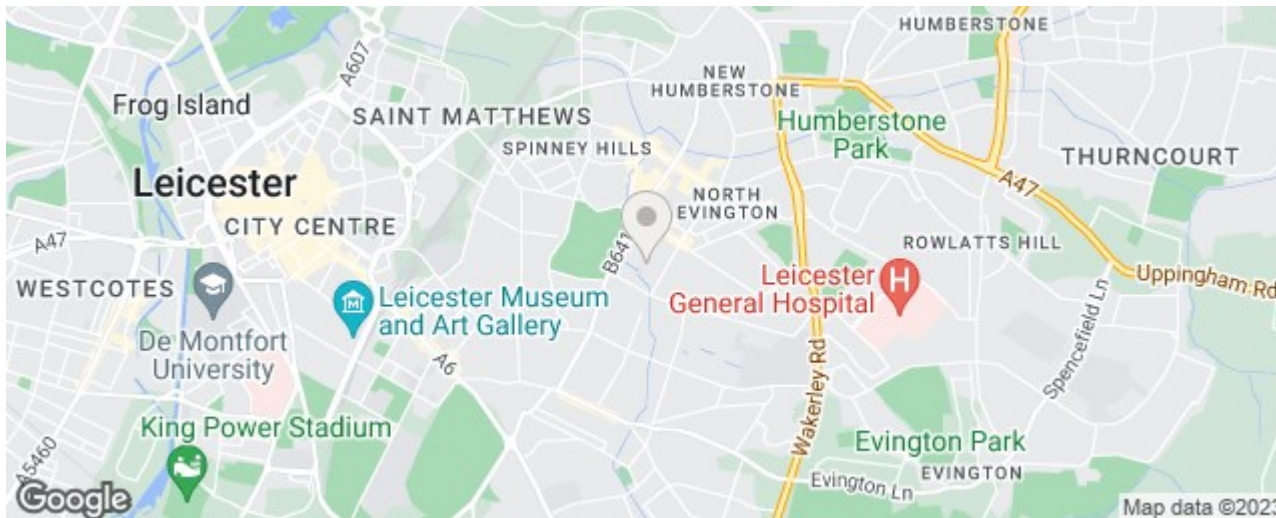 HUMBERSTONE
A607
NEW
HUMBERSTONE
Frog Island
SAINT MATTHEWS
Humberstone
Park
SPINNEY HILLS
THURNCOURT
Leicester
A47
NORTH
EVINGTON
CITY CENTRE
A47
B641
ROWLATTS HILL
WESTCOTES
Leicester
General Hospital
H
Uppingham Rd
Leicester Museum
and Art Gallery
De Montfort
University
A6
Spencefield Ln
Wakerley Rd
King Power Stadium
Evington Park
A5460
EVINGTON
Evington Ln
Google
Map data ©2023